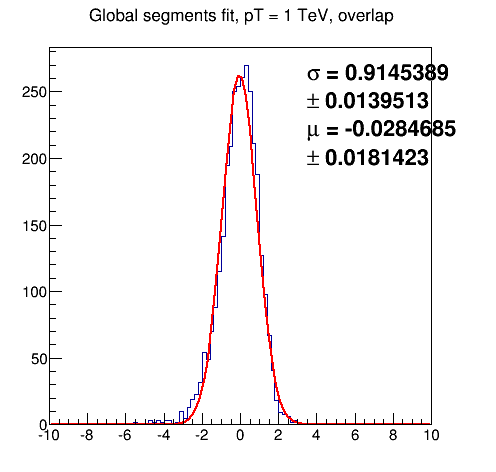 Global segments fit, pT = 1 TeV, overlap
σ = 0.9145389
± 0.0139513
μ = -0.0284685
± 0.0181423
250
200
150
100
50
0
-10 -8 -6 -4 -2 0 2 4 6 8 10